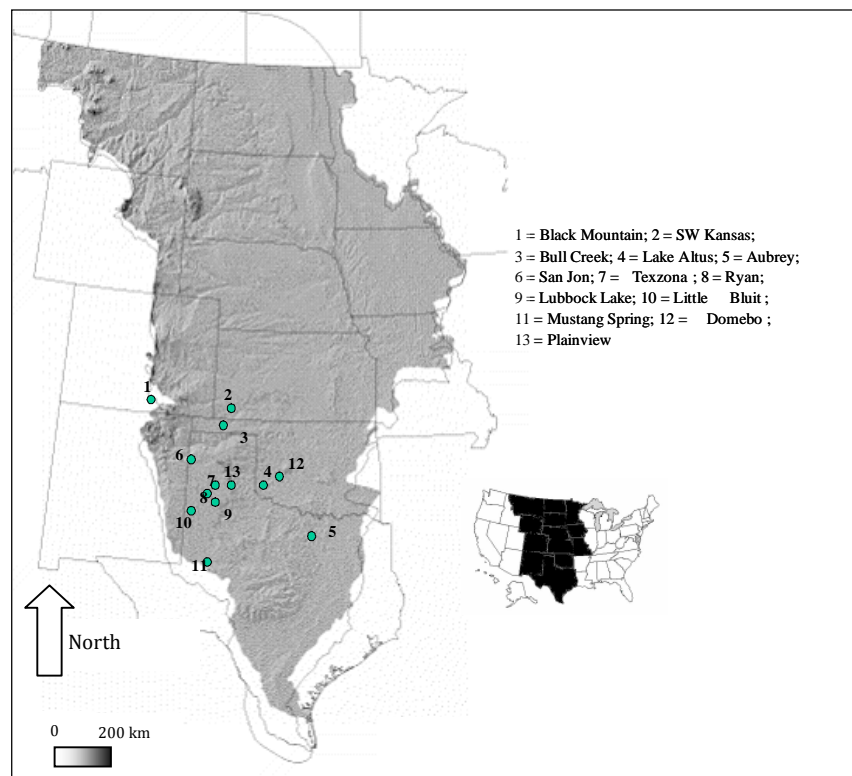 1 = Black Mountain; 2 = SW Kansas;
3 = Bull Creek; 4 = Lake Altus; 5 = Aubrey;
6 = San Jon; 7 = Texzona ; 8 = Ryan;
9 = Lubbock Lake; 10 = Little Bluit ;
11 = Mustang Spring; 12 = Domebo ;
13 = Plainview
1
2
3
6
12
7
13
4
8
9
10
5
11
North
0 200 km